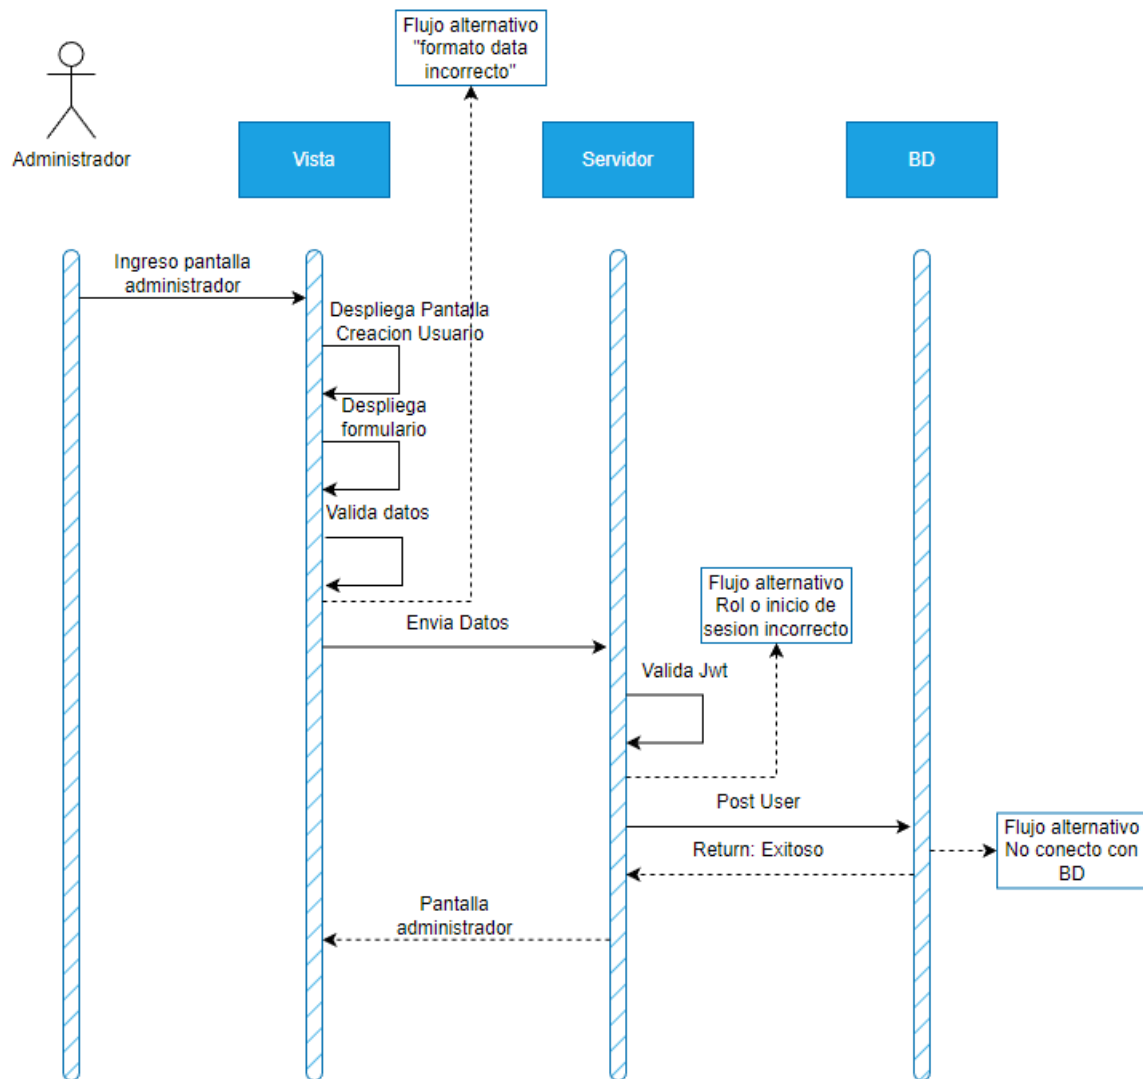 Flujo alternativo
"formato data
incorrecto"
Administrador
Vista
Servidor
BD
Ingreso pantalla
administrador
Despliega Pantalla
Creacion Usuario
Despliega
formulario
Valida datos
Flujo alternativo
Rol o inicio de
sesion incorrecto
Envia Datos
Valida Jwt
Post User
Flujo alternativo
No conecto con
BD
Return: Exitoso
Pantalla
administrador